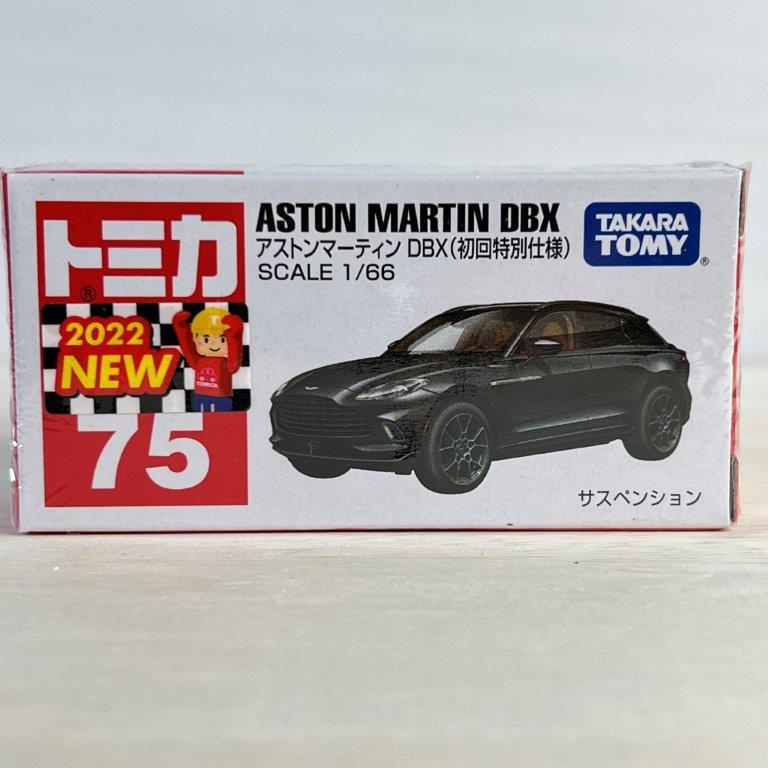 トミカ
®
2022
NEW
75
ASTON MARTIN DBX
アストンマーティン DBX(初回特別仕様)
SCALE 1/66
TAKARA
TOMY
®
サスペンション